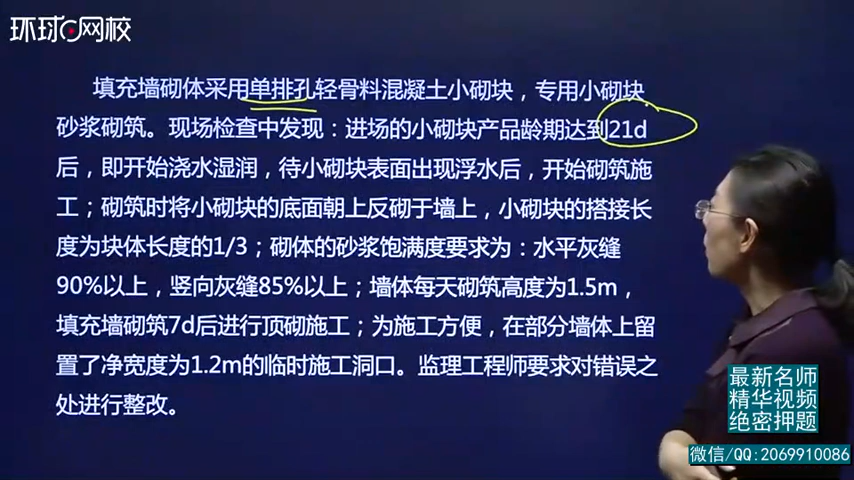 环球网校
填充墙砌体采用单排孔轻骨料混凝土小砌块，专用小砌块
砂浆砌筑。现场检查中发现：进场的小砌块产品龄期达到21d
后，即开始浇水湿润，待小砌块表面出现浮水后，开始砌筑施
工；砌筑时将小砌块的底面朝上反砌于墙上，小砌块的搭接长
度为块体长度的1/3；砌体的砂浆饱满度要求为：水平灰缝
90%以上，竖向灰缝85%以上；墙体每天砌筑高度为1.5m，
填充墙砌筑7d后进行顶砌施工；为施工方便，在部分墙体上留
置了净宽度为1.2m的临时施工洞口。监理工程师要求对错误之
处进行整改。
最新名师
精华视频
绝密押题
微信/QQ:2069910086